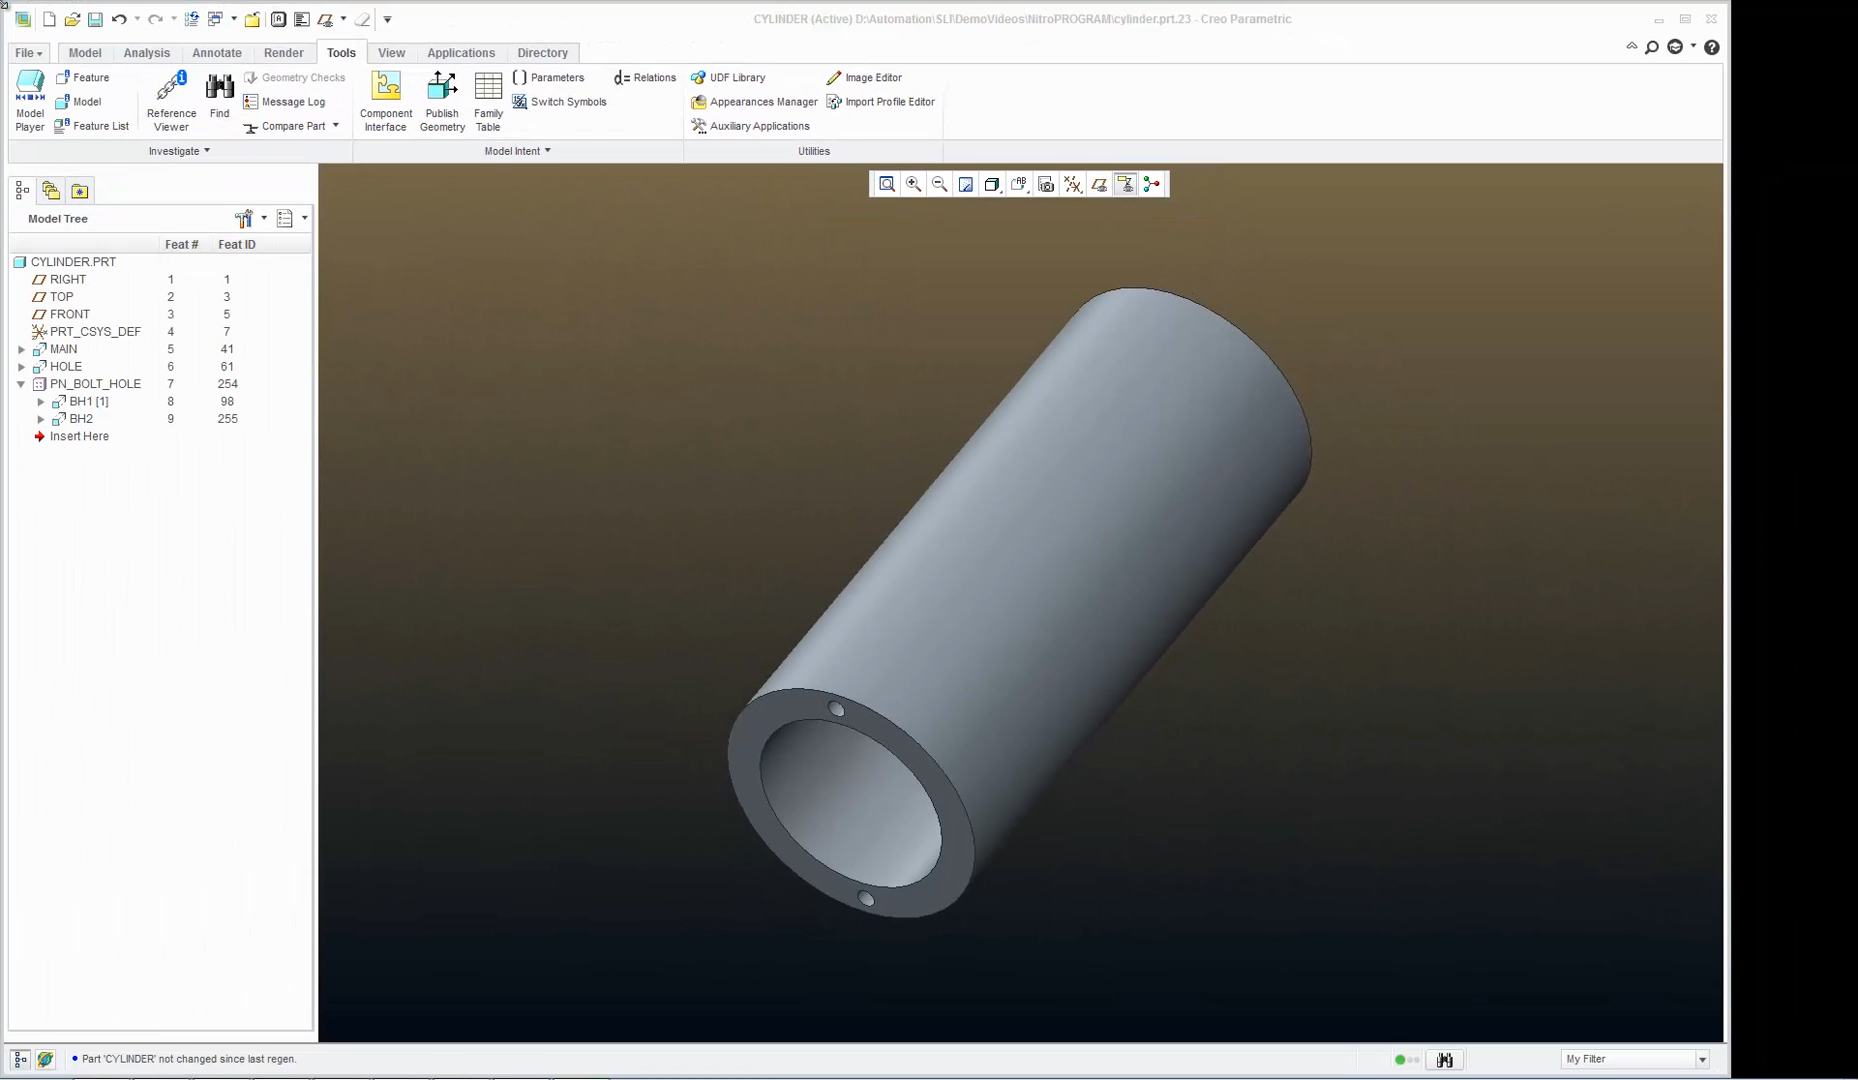 CYLINDER (Active) D:\Automation\SLI\DemoVideos\NitroPROGRAM\cylinder.prt.23 - Creo Parametric
File Model Analysis Annotate Render Tools View Applications Directory
Model Player
Feature
Model
Feature List
Reference Viewer
Find
Geometry Checks
Message Log
Compare Part
Investigate
Component Interface
Publish Geometry
Family Table
Parameters
Switch Symbols
d= Relations
Model Intent
UDF Library
Appearances Manager
Auxiliary Applications
Image Editor
Import Profile Editor
Utilities
Model Tree
Feat # Feat ID
CYLINDER.PRT
RIGHT 1 1
TOP 2 3
FRONT 3 5
PRT_CSYS_DEF 4 7
MAIN 5 41
HOLE 6 61
PN_BOLT_HOLE 7 254
BH1 [1] 8 98
BH2 9 255
Insert Here
Part 'CYLINDER' not changed since last regen.
My Filter